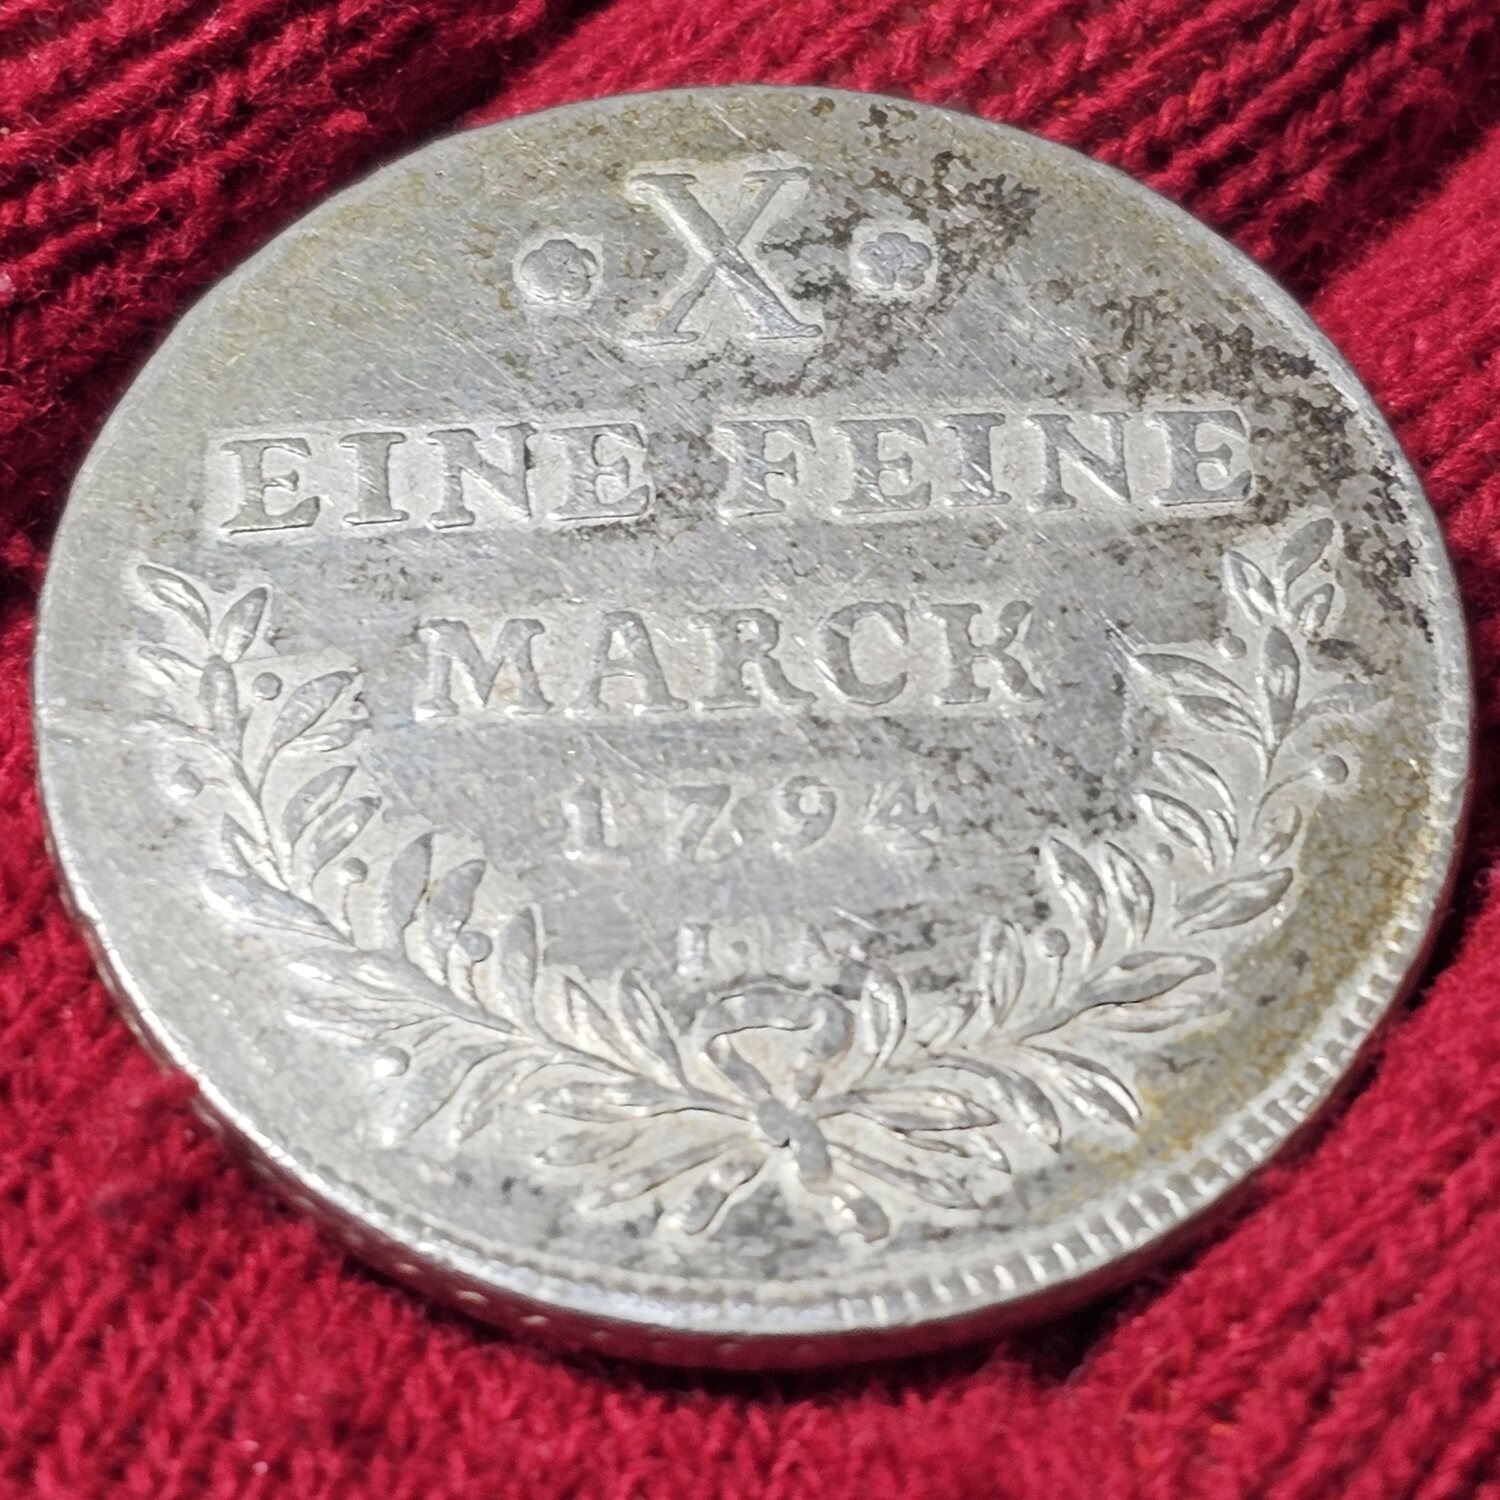 X
EINE FEINE
MARCK
1794
I.A.